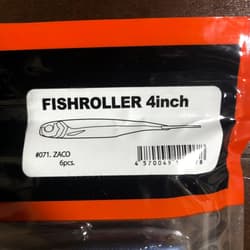 FISHROLLER 4inch
#071. ZACO
6pcs.